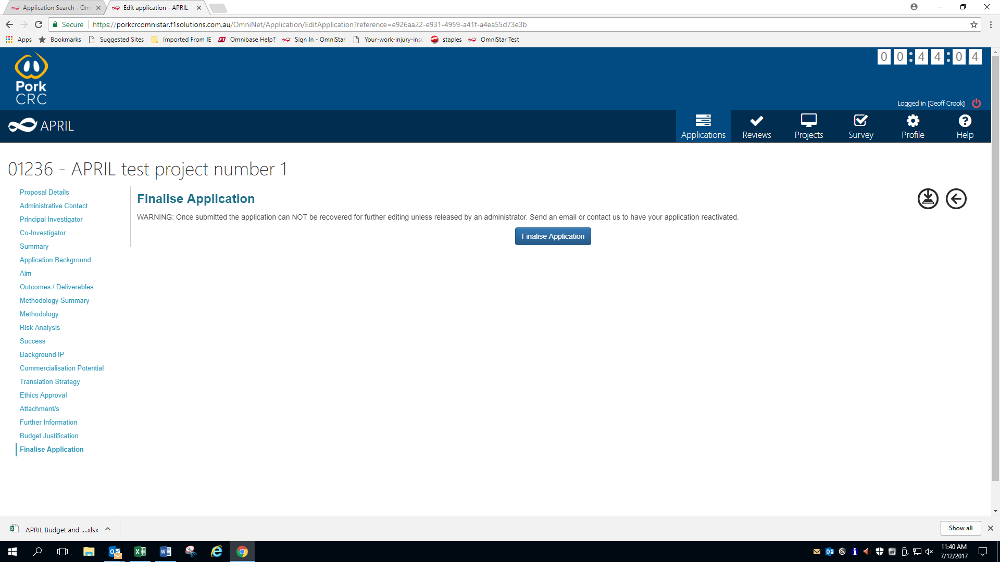 Application Search - Om
Edit application - APRIL
Secure
https://porkcrcomnistar.f1solutions.com.au/OmniNet/Application/EditApplication?reference=e926aa22-e931-4959-a41f-a4ea55d73e3b
Apps
Bookmarks
Suggested Sites
Imported From IE
Omnibase Help?
Sign In - OmniStar
Your-work-injury-ins
staples
OmniStar Test
Pork
CRC
00:44:04
Logged in [Geoff Crook]
APRIL
Applications
Reviews
Projects
Survey
Profile
Help
01236 - APRIL test project number 1
Proposal Details
Administrative Contact
Principal Investigator
Co-Investigator
Summary
Application Background
Aim
Outcomes / Deliverables
Methodology Summary
Methodology
Risk Analysis
Success
Background IP
Commercialisation Potential
Translation Strategy
Ethics Approval
Attachment/s
Further Information
Budget Justification
Finalise Application
Finalise Application
WARNING: Once submitted the application can NOT be recovered for further editing unless released by an administrator. Send an email or contact us to have your application reactivated.
Finalise Application
APRIL Budget and ....xlsx
Show all
11:40 AM
7/12/2017